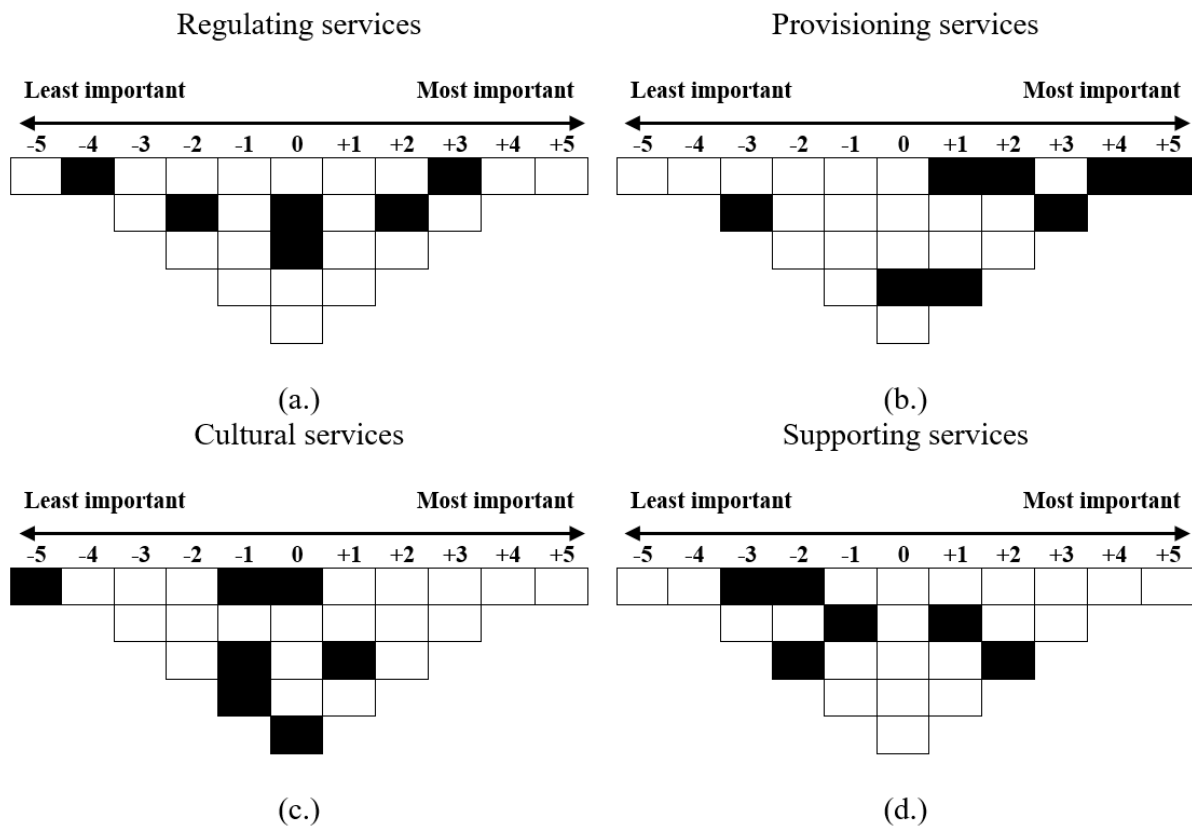 Regulating services
Least important Most important
-5 -4 -3 -2 -1 0 +1 +2 +3 +4 +5
(a.)
Provisioning services
Least important Most important
-5 -4 -3 -2 -1 0 +1 +2 +3 +4 +5
(b.)
Cultural services
Least important Most important
-5 -4 -3 -2 -1 0 +1 +2 +3 +4 +5
(c.)
Supporting services
Least important Most important
-5 -4 -3 -2 -1 0 +1 +2 +3 +4 +5
(d.)